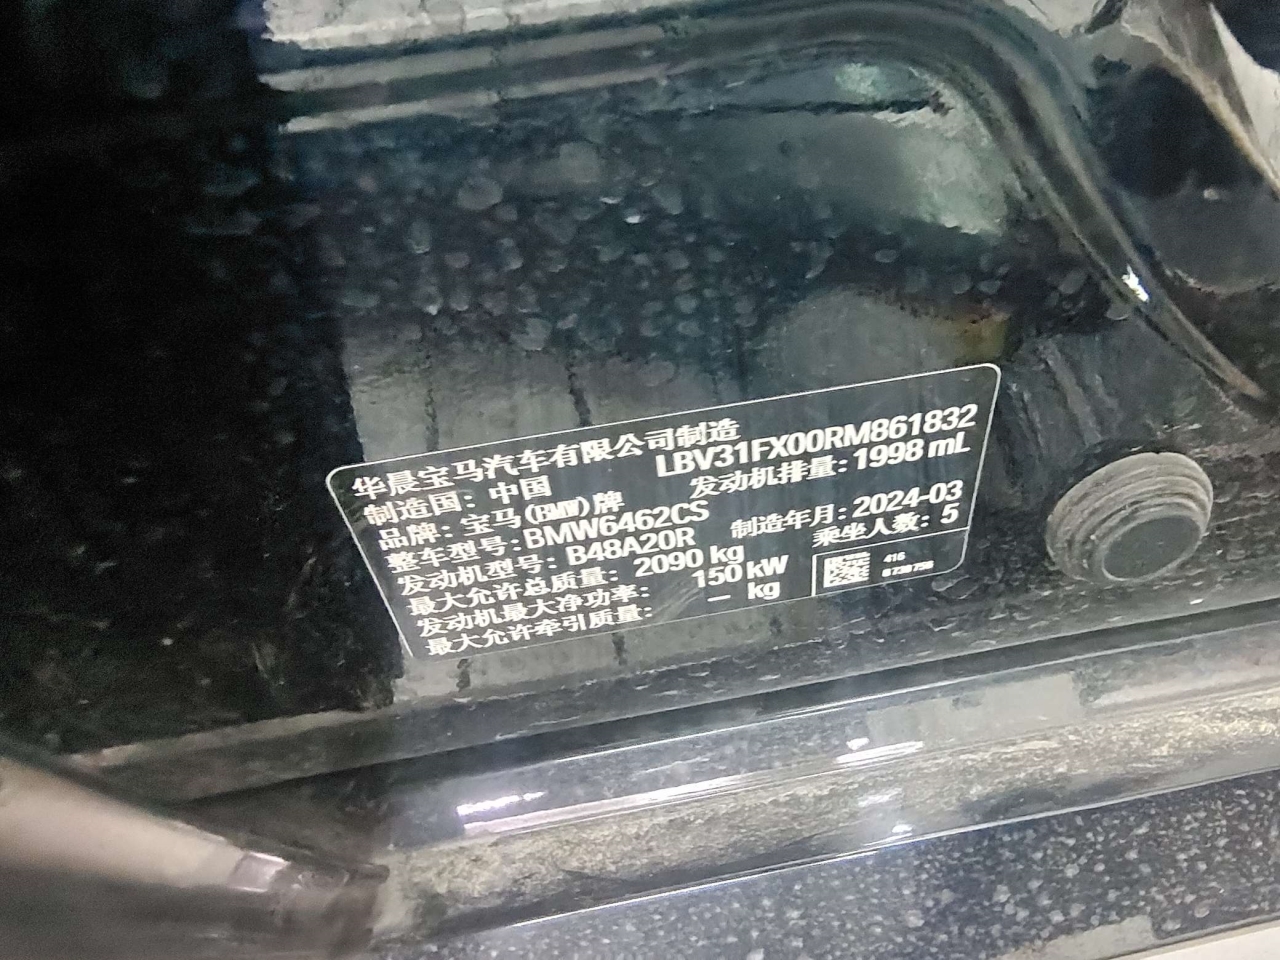 华晨宝马汽车有限公司制造
制造国：中国 LBV31FX00RM861832
品牌：宝马(BMW)牌 发动机排量：1998 mL
整车型号：BMW6462CS
发动机型号：B48A20R 制造年月：2024-03
最大允许总质量：2090 kg 乘坐人数：5
发动机最大净功率：150 kW
最大允许牵引质量：— kg
416